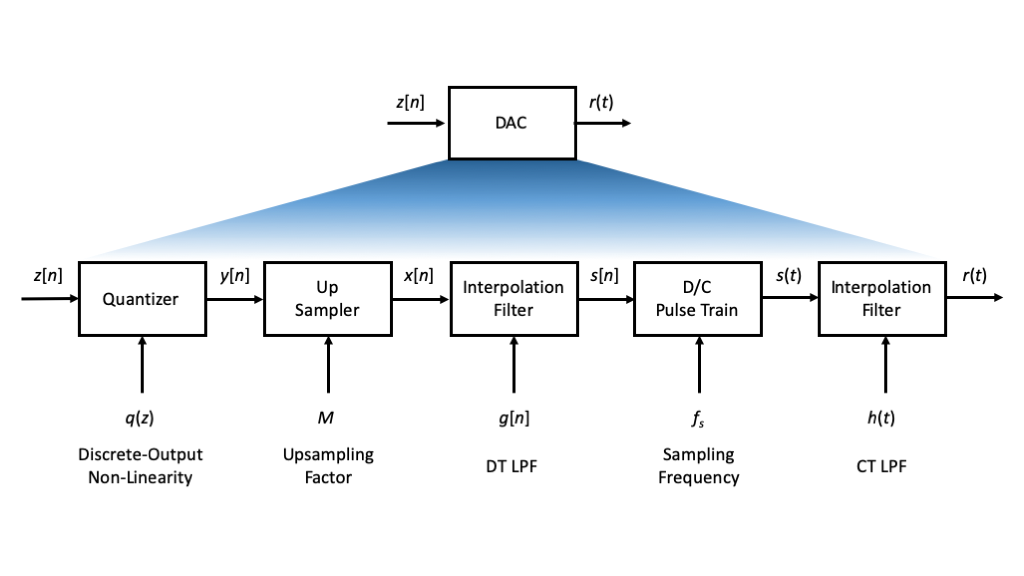 z[n]
DAC
r(t)
z[n]
Quantizer
y[n]
Up
Sampler
x[n]
Interpolation
Filter
s[n]
D/C
Pulse Train
s(t)
Interpolation
Filter
r(t)
q(z)
M
g[n]
fₛ
h(t)
Discrete-Output
Non-Linearity
Upsampling
Factor
DT LPF
Sampling
Frequency
CT LPF